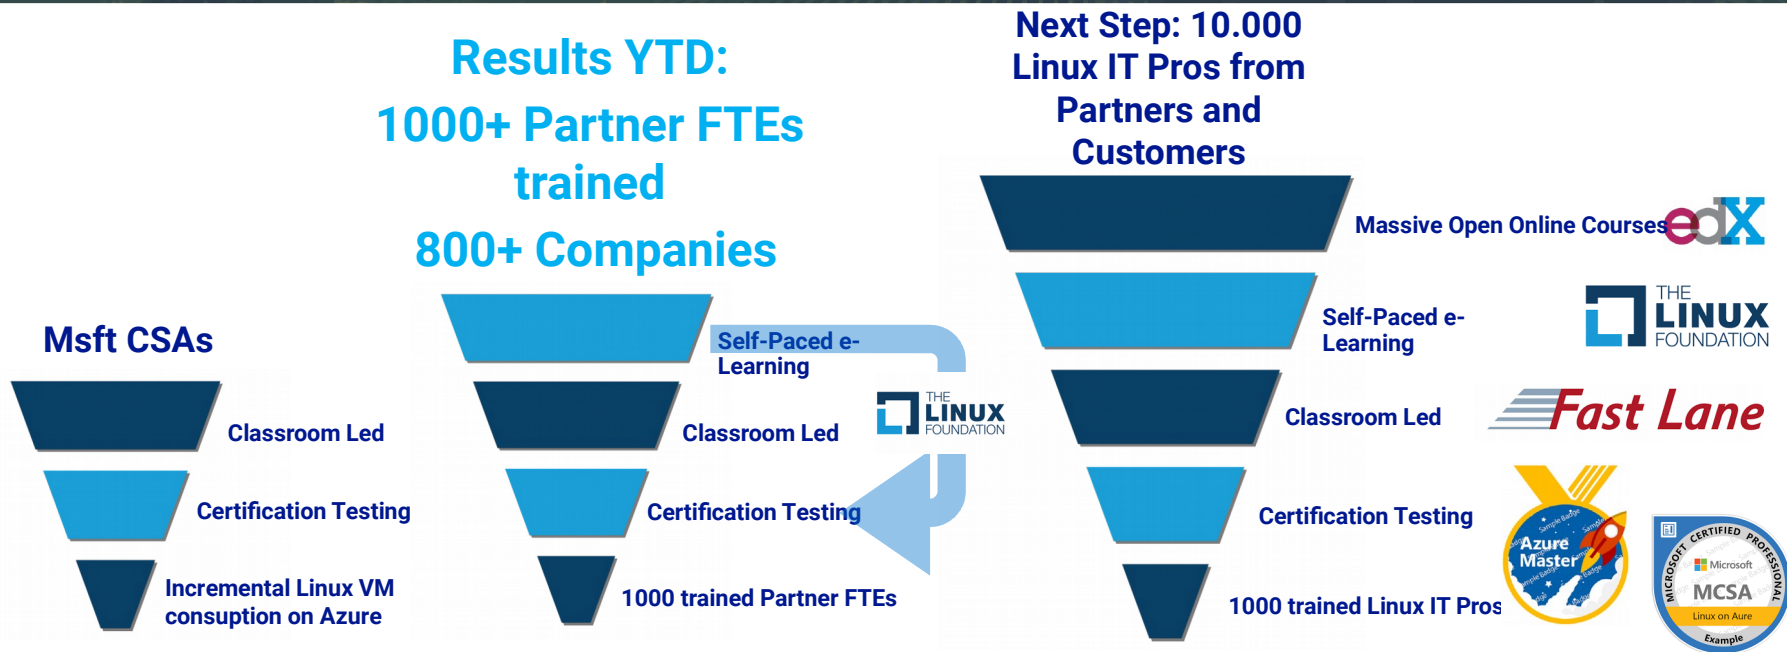 Results YTD:
1000+ Partner FTEs
trained
800+ Companies
Next Step: 10.000
Linux IT Pros from
Partners and
Customers
Msft CSAs
Classroom Led
Certification Testing
Incremental Linux VM
consuption on Azure
Self-Paced e-
Learning
Classroom Led
THE
LINUX
FOUNDATION
Certification Testing
1000 trained Partner FTEs
Massive Open Online Courses
edX
Self-Paced e-
Learning
THE
LINUX
FOUNDATION
Classroom Led
Fast Lane
Certification Testing
1000 trained Linux IT Pros
Sample Badge
Azure
Master
MICROSOFT CERTIFIED PROFESSIONAL
Microsoft
MCSA
Linux on Aure
Example